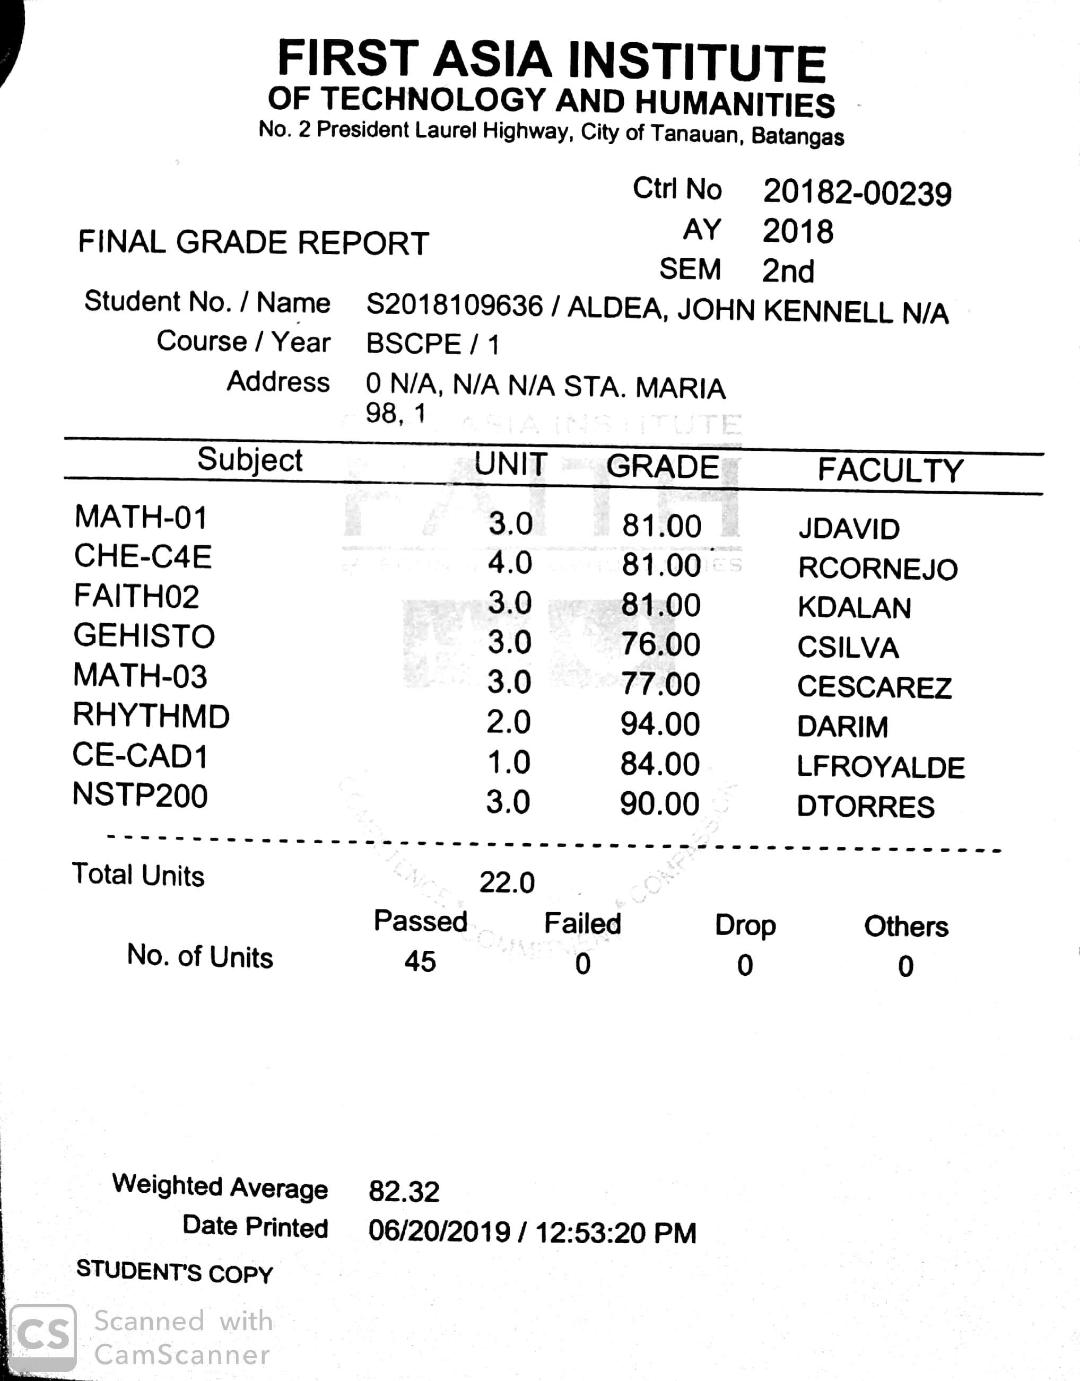 FIRST ASIA INSTITUTE
OF TECHNOLOGY AND HUMANITIES
No. 2 President Laurel Highway, City of Tanauan, Batangas
Ctrl No 20182-00239
AY 2018
FINAL GRADE REPORT
SEM 2nd
Student No. / Name S2018109636 / ALDEA, JOHN KENNELL N/A
Course / Year BSCPE / 1
Address 0 N/A, N/A N/A STA. MARIA
98, 1
ASIA INSTITUTE
Subject UNIT GRADE FACULTY
FAITH
MATH-01 3.0 81.00 JDAVID
CHE-C4E 4.0 81.00 RCORNEJO
FAITH02 3.0 81.00 KDALAN
GEHISTO 3.0 76.00 CSILVA
MATH-03 3.0 77.00 CESCAREZ
RHYTHMD 2.0 94.00 DARIM
CE-CAD1 1.0 84.00 LFROYALDE
NSTP200 3.0 90.00 DTORRES
COMPETENCE COMMITMENT COMPASSION
Total Units 22.0
Passed Failed Drop Others
No. of Units 45 0 0 0
Weighted Average 82.32
Date Printed 06/20/2019 / 12:53:20 PM
STUDENT'S COPY
CS Scanned with
CamScanner